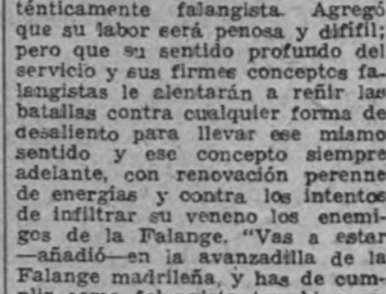 ténticamente falangista. Agregó
que su labor será penosa y difífil;
pero que su sentido profundo del
servicio y sus firmes conceptos fa-
langistas le alentarán a reñir las
batallas contra cualquier forma de
desaliento para llevar ese mismo
sentido y ese concepto siempre
adelante, con renovación perenne
de energías y contra los intentos
de infiltrar su veneno los enemi-
gos de la Falange. "Vas a estar
—añadió—en la avanzadilla de la
Falange madrileña, y has de cum-